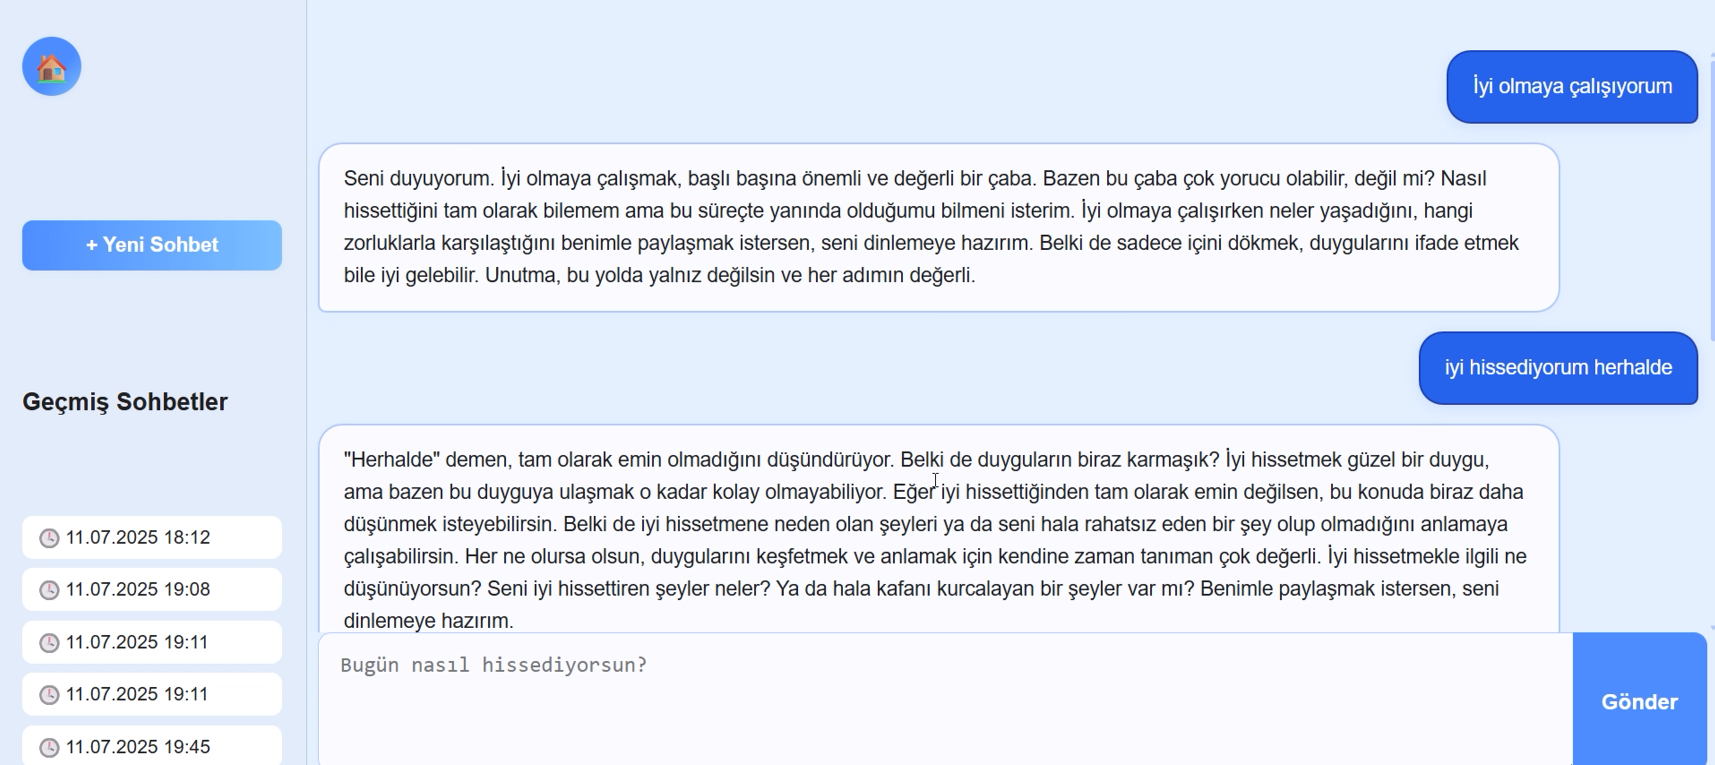 İyi olmaya çalışıyorum
Seni duyuyorum. İyi olmaya çalışmak, başlı başına önemli ve değerli bir çaba. Bazen bu çaba çok yorucu olabilir, değil mi? Nasıl
hissettiğini tam olarak bilemem ama bu süreçte yanında olduğumu bilmeni isterim. İyi olmaya çalışırken neler yaşadığını, hangi
zorluklarla karşılaştığını benimle paylaşmak istersen, seni dinlemeye hazırım. Belki de sadece içini dökmek, duygularını ifade etmek
bile iyi gelebilir. Unutma, bu yolda yalnız değilsin ve her adımın değerli.
+ Yeni Sohbet
iyi hissediyorum herhalde
Geçmiş Sohbetler
"Herhalde" demen, tam olarak emin olmadığını düşündürüyor. Belki de duyguların biraz karmaşık? İyi hissetmek güzel bir duygu,
ama bazen bu duyguya ulaşmak o kadar kolay olmayabiliyor. Eğer iyi hissettiğinden tam olarak emin değilsen, bu konuda biraz daha
düşünmek isteyebilirsin. Belki de iyi hissetmene neden olan şeyleri ya da seni hala rahatsız eden bir şey olup olmadığını anlamaya
çalışabilirsin. Her ne olursa olsun, duygularını keşfetmek ve anlamak için kendine zaman tanıman çok değerli. İyi hissetmekle ilgili ne
düşünüyorsun? Seni iyi hissettiren şeyler neler? Ya da hala kafanı kurcalayan bir şeyler var mı? Benimle paylaşmak istersen, seni
dinlemeye hazırım.
11.07.2025 18:12
11.07.2025 19:08
11.07.2025 19:11
11.07.2025 19:11
11.07.2025 19:45
Bugün nasıl hissediyorsun?
Gönder